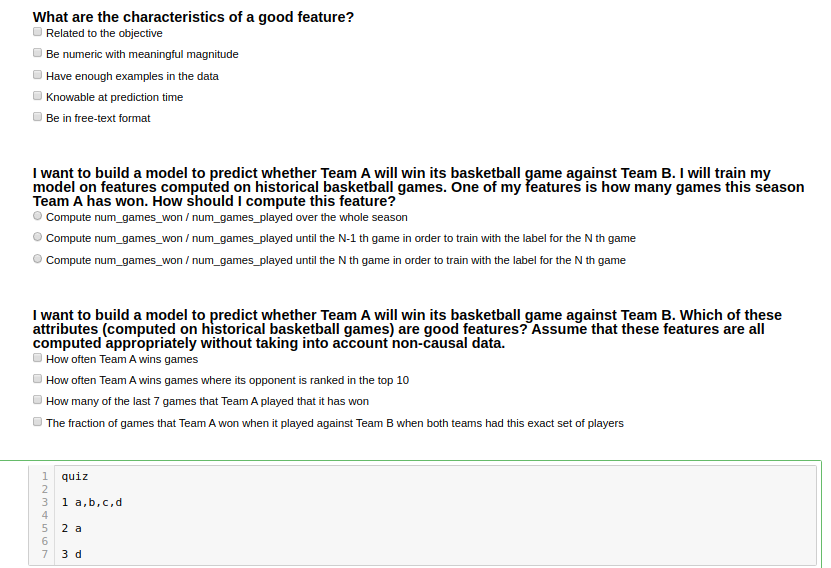 What are the characteristics of a good feature?
Related to the objective
Be numeric with meaningful magnitude
Have enough examples in the data
Knowable at prediction time
Be in free-text format
I want to build a model to predict whether Team A will win its basketball game against Team B. I will train my
model on features computed on historical basketball games. One of my features is how many games this season
Team A has won. How should I compute this feature?
Compute num_games_won / num_games_played over the whole season
Compute num_games_won / num_games_played until the N-1 th game in order to train with the label for the N th game
Compute num_games_won / num_games_played until the N th game in order to train with the label for the N th game
I want to build a model to predict whether Team A will win its basketball game against Team B. Which of these
attributes (computed on historical basketball games) are good features? Assume that these features are all
computed appropriately without taking into account non-causal data.
How often Team A wins games
How often Team A wins games where its opponent is ranked in the top 10
How many of the last 7 games that Team A played that it has won
The fraction of games that Team A won when it played against Team B when both teams had this exact set of players
1 quiz
2
3 1 a,b,c,d
4
5 2 a
6
7 3 d